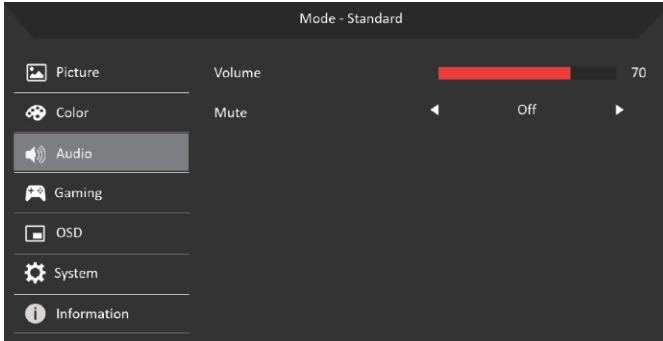 Mode - Standard
Picture
Volume 70
Color
Mute Off
Audio
Gaming
OSD
System
Information